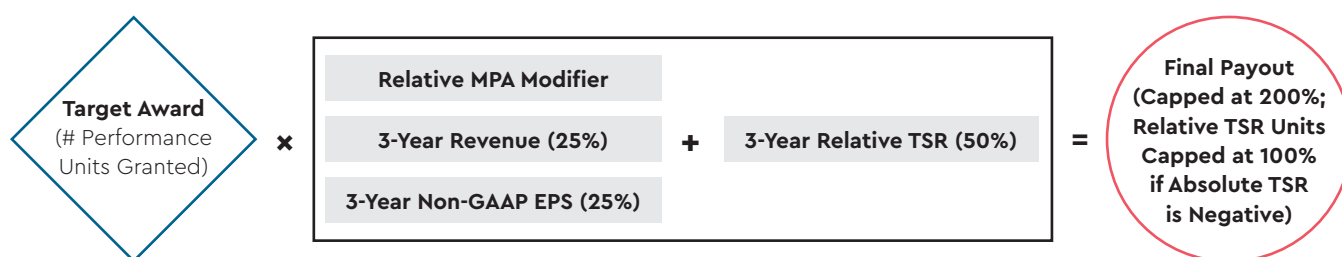 Target Award
(# Performance
Units Granted)
×
Relative MPA Modifier
3-Year Revenue (25%)
3-Year Non-GAAP EPS (25%)
+
3-Year Relative TSR (50%)
=
Final Payout
(Capped at 200%;
Relative TSR Units
Capped at 100%
if Absolute TSR
is Negative)